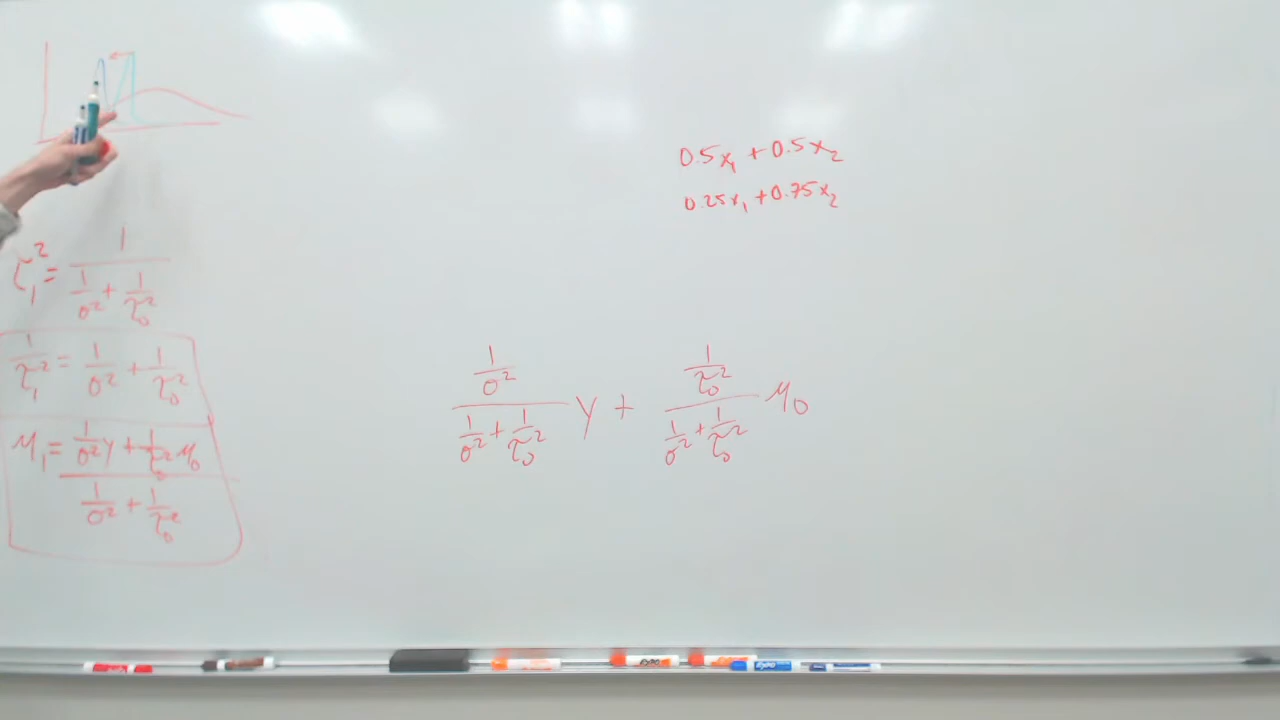 0.5x₁ + 0.5x₂
0.25x₁ + 0.75x₂
τ₁² = 1 / (1/σ² + 1/τ₀²)
1/τ₁² = 1/σ² + 1/τ₀²
μ₁ = (1/σ² y + 1/τ₀² μ₀) / (1/σ² + 1/τ₀²)
(1/σ²) / (1/σ² + 1/τ₀²) y + (1/τ₀²) / (1/σ² + 1/τ₀²) μ₀
EXPO
EXPO